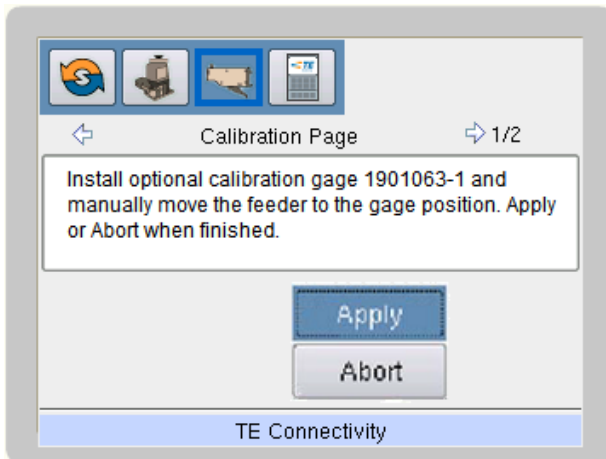 TE
Calibration Page
1/2
Install optional calibration gage 1901063-1 and
manually move the feeder to the gage position. Apply
or Abort when finished.
Apply
Abort
TE Connectivity